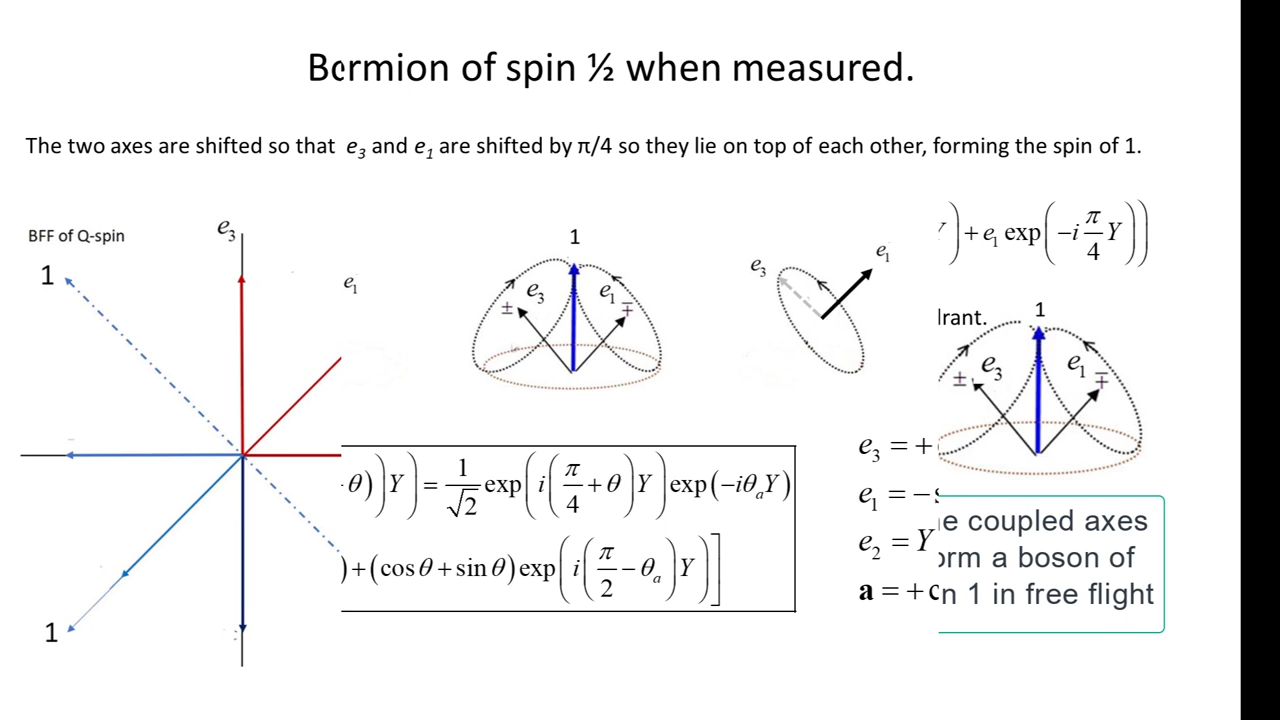 Bermion of spin ½ when measured.
The two axes are shifted so that e₃ and e₁ are shifted by π/4 so they lie on top of each other, forming the spin of 1.
) + e₁ exp(−i π/4 Y))
BFF of Q-spin
e₃
1
e₁
1
e₃
e₁
±
∓
e₃
e₁
1
e₃
e₁
±
∓
e₃ = +
e₁ = −
e₂ = Y
a = +c
θ))Y) = 1/√2 exp(i(π/4 + θ)Y) exp(−iθₐY)
) + (cos θ + sin θ) exp(i(π/2 − θₐ)Y)]
coupled axes
a boson of
1 in free flight
1